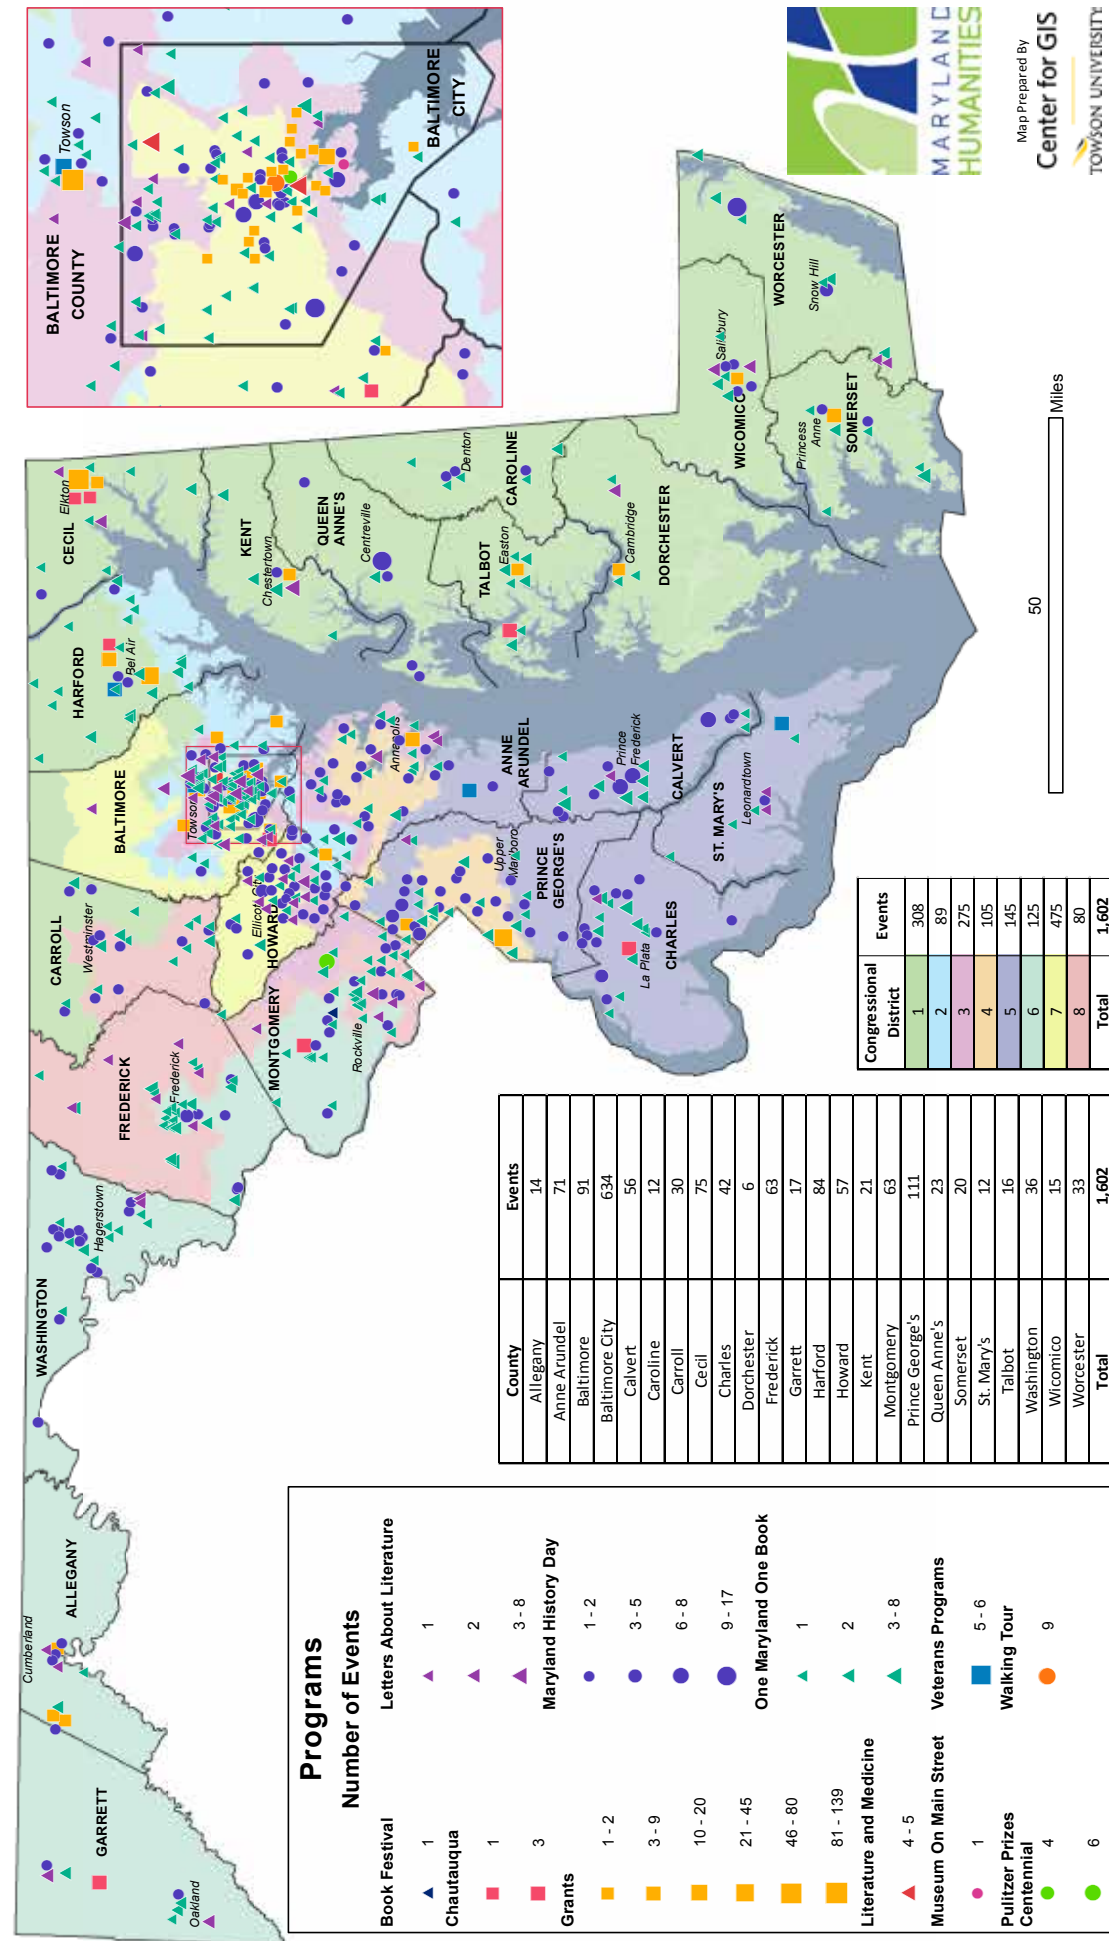 Programs
Number of Events
Book Festival
1
Chautauqua
1
3
Grants
1 - 2
3 - 9
10 - 20
21 - 45
46 - 80
81 - 139
Literature and Medicine
4 - 5
Museum On Main Street
1
Pulitzer Prizes
Centennial
4
6
Letters About Literature
1
2
3 - 8
Maryland History Day
1 - 2
3 - 5
6 - 8
9 - 17
One Maryland One Book
1
2
3 - 8
Veterans Programs
5 - 6
Walking Tour
9
County Events
Allegany 14
Anne Arundel 71
Baltimore 91
Baltimore City 634
Calvert 56
Caroline 12
Carroll 30
Cecil 75
Charles 42
Dorchester 6
Frederick 63
Garrett 17
Harford 84
Howard 57
Kent 21
Montgomery 63
Prince George's 111
Queen Anne's 23
Somerset 20
St. Mary's 12
Talbot 16
Washington 36
Wicomico 15
Worcester 33
Total 1,602
Congressional
District Events
1 308
2 89
3 275
4 105
5 145
6 125
7 475
8 80
Total 1,602
GARRETT
Oakland
ALLEGANY
Cumberland
WASHINGTON
Hagerstown
FREDERICK
Frederick
CARROLL
Westminster
MONTGOMERY
Rockville
HOWARD
Ellicott City
BALTIMORE
Towson
HARFORD
Bel Air
CECIL
Elkton
KENT
Chestertown
QUEEN
ANNE'S
Centreville
CAROLINE
Denton
TALBOT
Easton
DORCHESTER
Cambridge
WICOMICO
Salisbury
WORCESTER
Snow Hill
SOMERSET
Princess
Anne
ANNE
ARUNDEL
Annapolis
PRINCE
GEORGE'S
Upper
Marlboro
CALVERT
Prince
Frederick
CHARLES
La Plata
ST. MARY'S
Leonardtown
BALTIMORE
COUNTY
Towson
BALTIMORE
CITY
50
Miles
MARYLAND
HUMANITIES
Map Prepared By
Center for GIS
TOWSON UNIVERSITY